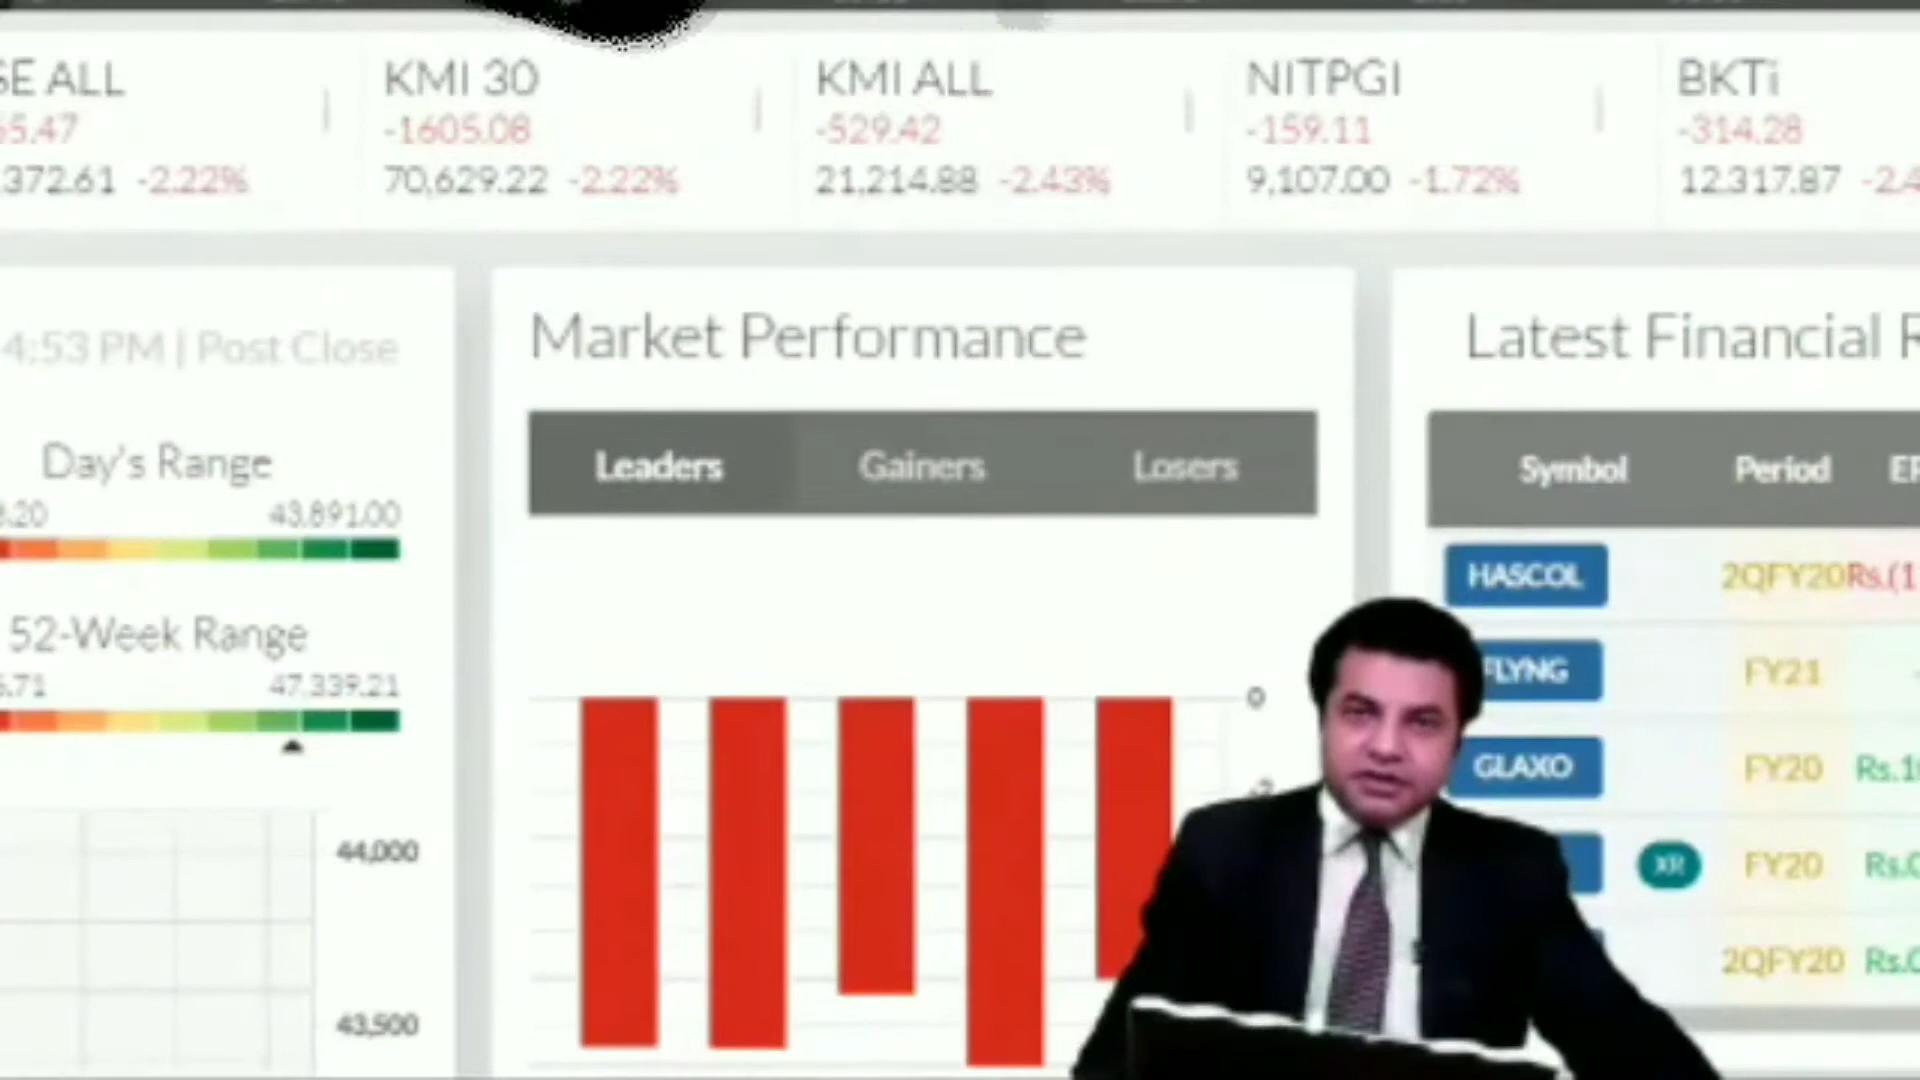 KMI 30
KMI ALL
NITPGI
BKTi
-1605.08
-529.42
-159.11
-314.28
372.61 -2.22%
70,629.22 -2.22%
21,214.88 -2.43%
9,107.00 -1.72%
12,317.87
4:53 PM | Post Close
Day's Range
43,891.00
52-Week Range
47,339.21
44,000
43,500
Market Performance
Leaders Gainers Losers
0
Latest Financial
Symbol Period
HASCOL 2QFY20
FLYNG FY21
GLAXO FY20
XR FY20
2QFY20